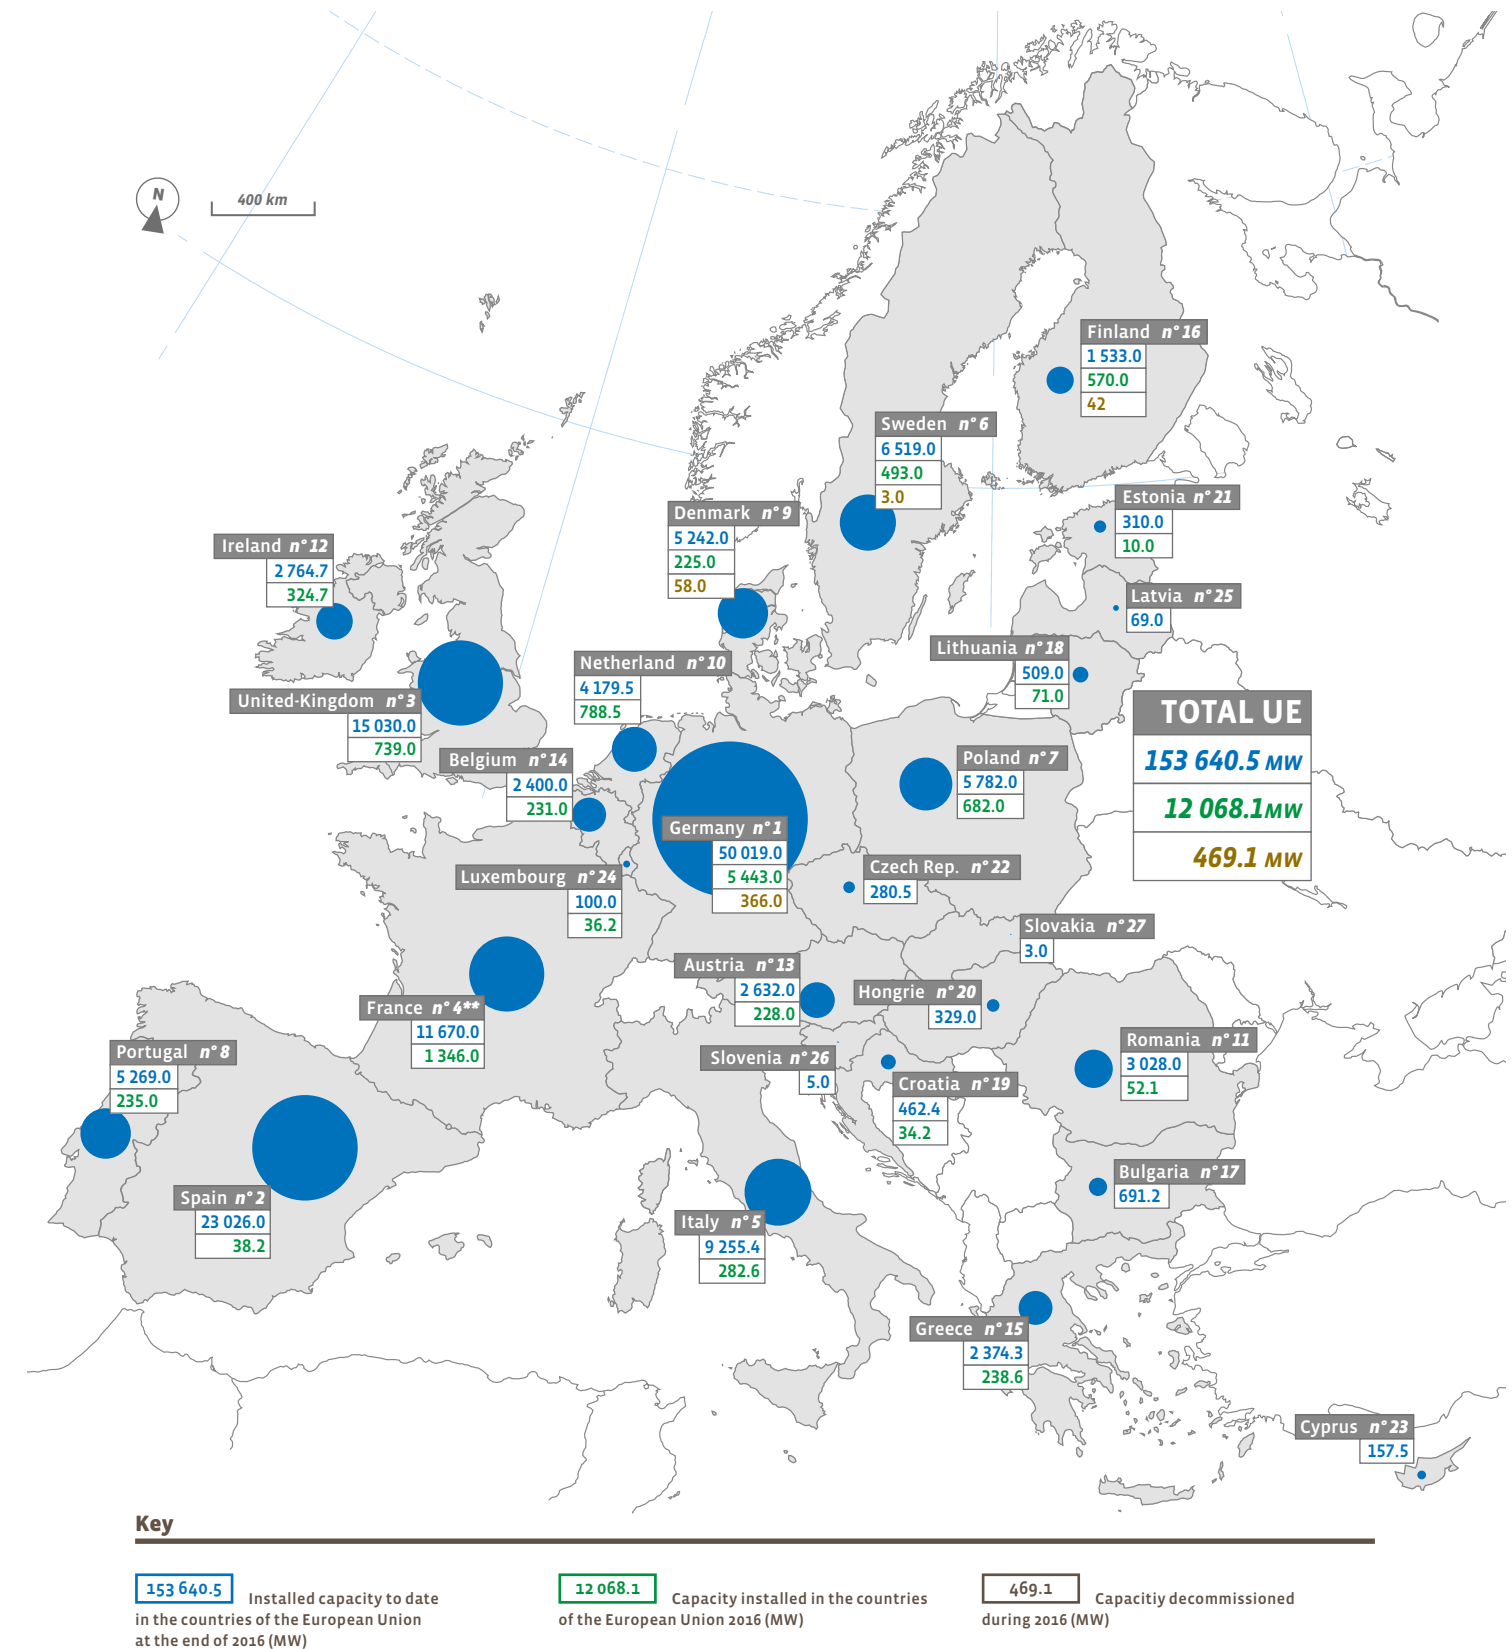 N
400 km
Finland n° 16
1 533.0
570.0
42
Sweden n° 6
6 519.0
493.0
3.0
Estonia n° 21
310.0
10.0
Denmark n° 9
5 242.0
225.0
58.0
Ireland n° 12
2 764.7
324.7
Latvia n° 25
69.0
Lithuania n° 18
509.0
71.0
Netherland n° 10
4 179.5
788.5
United-Kingdom n° 3
15 030.0
739.0
TOTAL UE
153 640.5 MW
12 068.1MW
469.1 MW
Belgium n° 14
2 400.0
231.0
Poland n° 7
5 782.0
682.0
Germany n° 1
50 019.0
5 443.0
366.0
Czech Rep. n° 22
280.5
Luxembourg n° 24
100.0
36.2
Slovakia n° 27
3.0
Austria n° 13
2 632.0
228.0
Hongrie n° 20
329.0
France n° 4**
11 670.0
1 346.0
Romania n° 11
3 028.0
52.1
Portugal n° 8
5 269.0
235.0
Slovenia n° 26
5.0
Croatia n° 19
462.4
34.2
Bulgaria n° 17
691.2
Spain n° 2
23 026.0
38.2
Italy n° 5
9 255.4
282.6
Greece n° 15
2 374.3
238.6
Cyprus n° 23
157.5
Key
153 640.5 Installed capacity to date
in the countries of the European Union
at the end of 2016 (MW)
12 068.1 Capacity installed in the countries
of the European Union 2016 (MW)
469.1 Capacitiy decommissioned
during 2016 (MW)